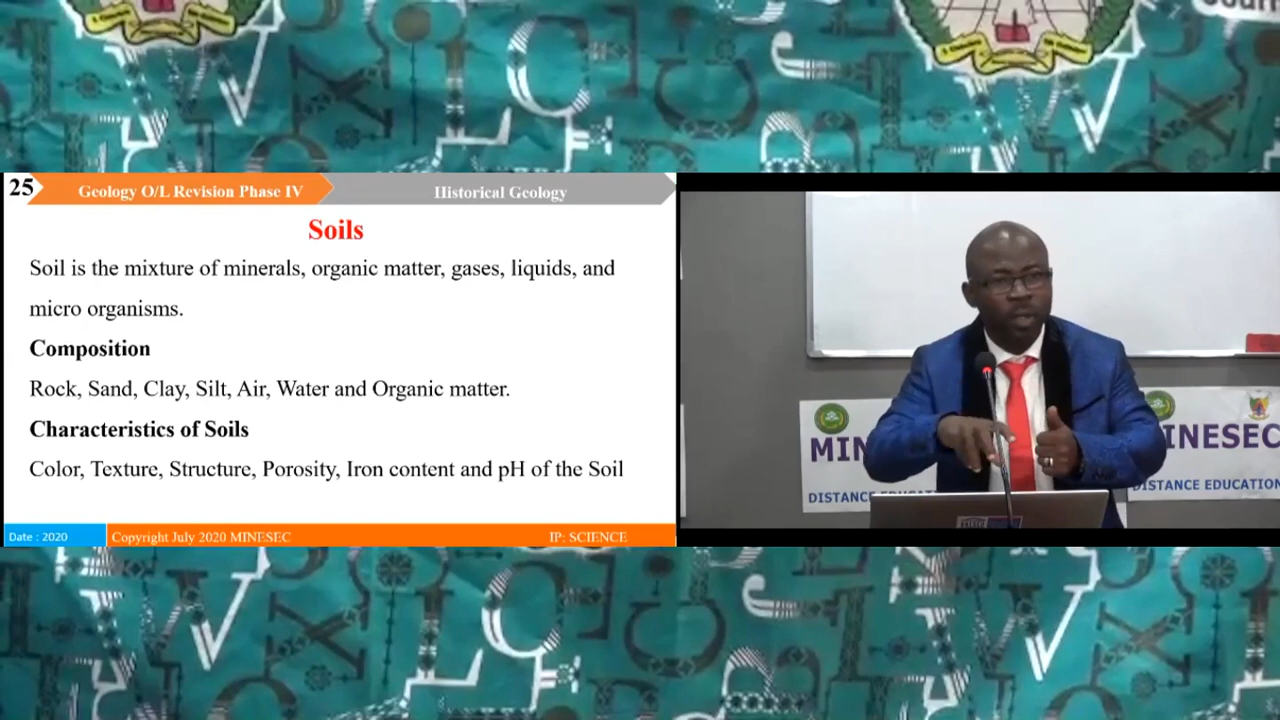 25
Geology O/L Revision Phase IV
Historical Geology
Soils
Soil is the mixture of minerals, organic matter, gases, liquids, and
micro organisms.
Composition
Rock, Sand, Clay, Silt, Air, Water and Organic matter.
Characteristics of Soils
Color, Texture, Structure, Porosity, Iron content and pH of the Soil
Date : 2020
Copyright July 2020 MINESEC
IP: SCIENCE
MIN
INESEC
DISTANCE
DISTANCE EDUCATION